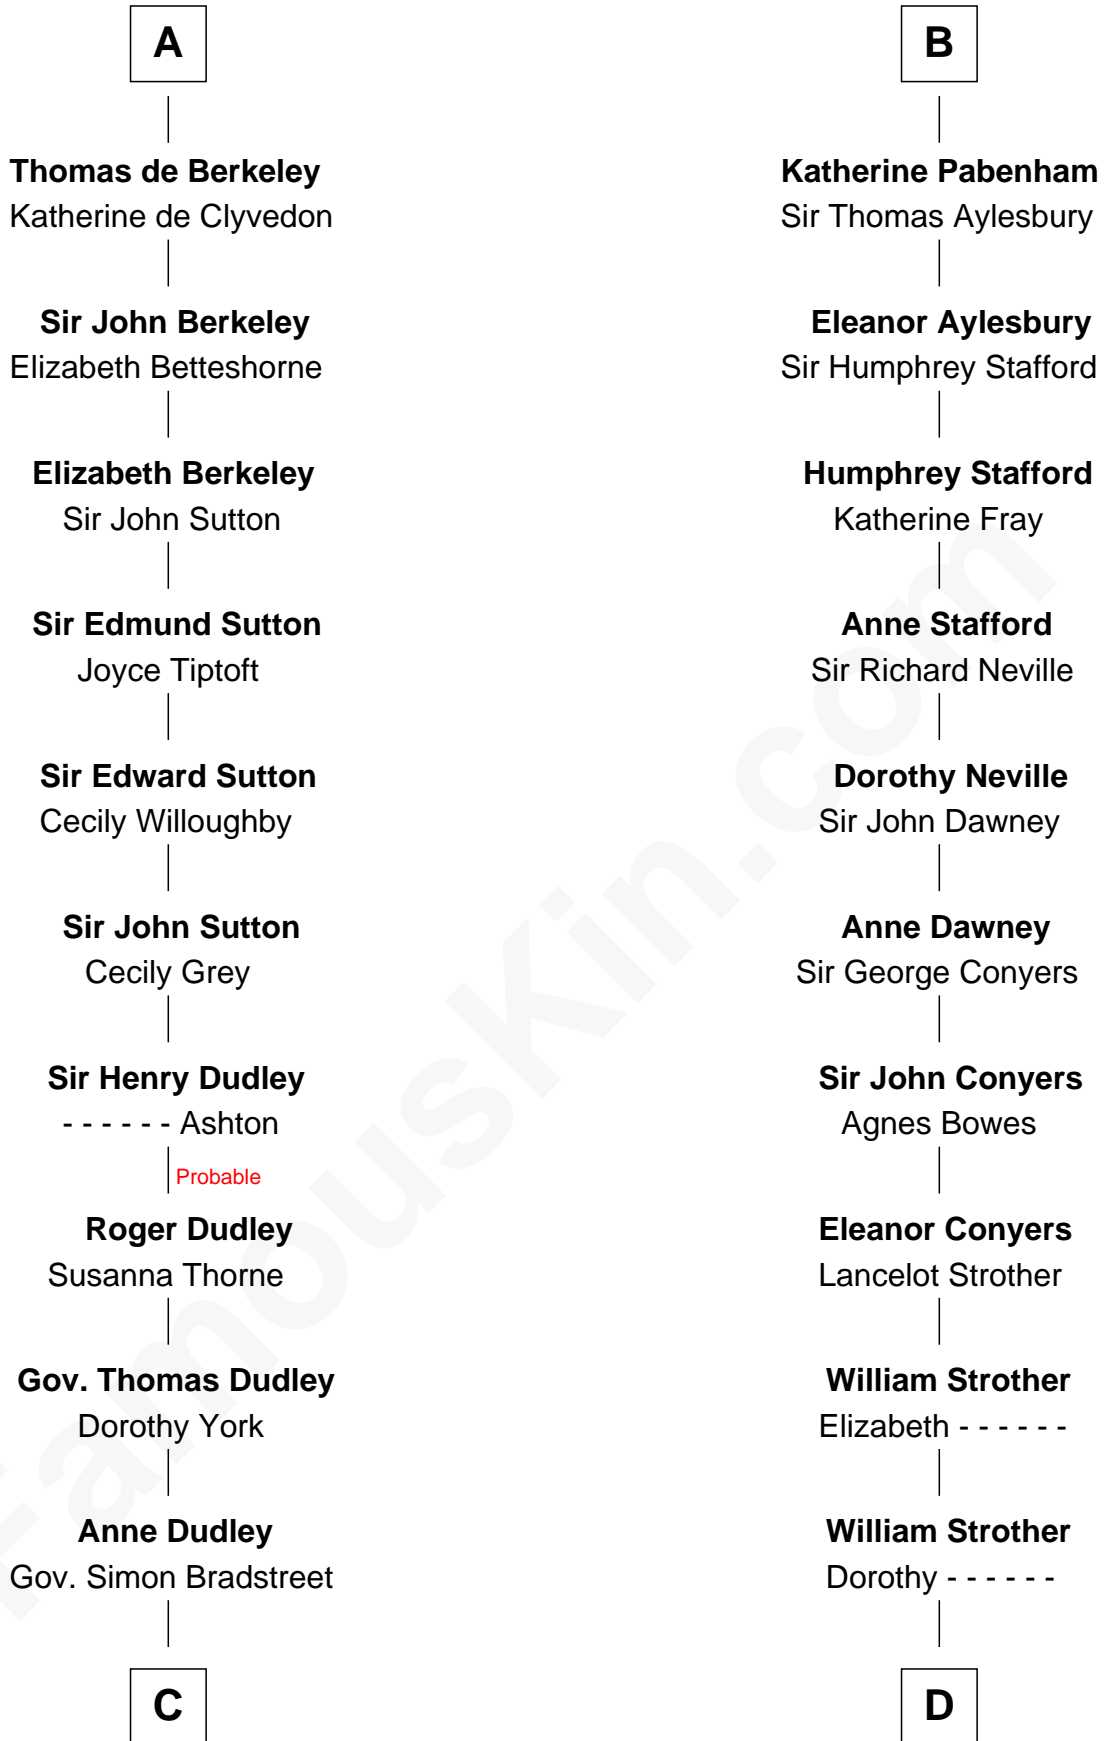 A
Thomas de Berkeley
Katherine de Clyvedon
Sir John Berkeley
Elizabeth Betteshorne
Elizabeth Berkeley
Sir John Sutton
Sir Edmund Sutton
Joyce Tiptoft
Sir Edward Sutton
Cecily Willoughby
Sir John Sutton
Cecily Grey
Sir Henry Dudley
- - - - - - Ashton
Probable
Roger Dudley
Susanna Thorne
Gov. Thomas Dudley
Dorothy York
Anne Dudley
Gov. Simon Bradstreet
C
B
Katherine Pabenham
Sir Thomas Aylesbury
Eleanor Aylesbury
Sir Humphrey Stafford
Humphrey Stafford
Katherine Fray
Anne Stafford
Sir Richard Neville
Dorothy Neville
Sir John Dawney
Anne Dawney
Sir George Conyers
Sir John Conyers
Agnes Bowes
Eleanor Conyers
Lancelot Strother
William Strother
Elizabeth - - - - - -
William Strother
Dorothy - - - - - -
D
FamousKin.com